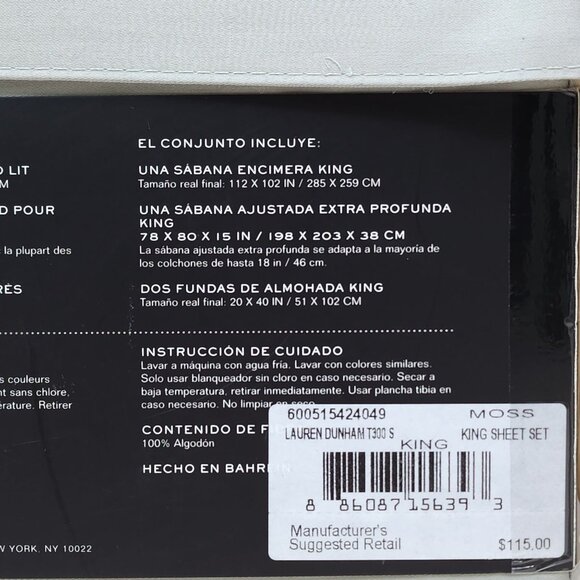 EL CONJUNTO INCLUYE:
UNA SÁBANA ENCIMERA KING
Tamaño real final: 112 X 102 IN / 285 X 259 CM
UNA SÁBANA AJUSTADA EXTRA PROFUNDA
KING
78 X 80 X 15 IN / 198 X 203 X 38 CM
La sábana ajustada extra profunda se adapta a la mayoría de
los colchones de hasta 18 in / 46 cm.
DOS FUNDAS DE ALMOHADA KING
Tamaño real final: 20 X 40 IN / 51 X 102 CM
INSTRUCCIÓN DE CUIDADO
Lavar a máquina con agua fría. Lavar con colores similares.
Solo usar blanqueador sin cloro en caso necesario. Secar a
baja temperatura, retirar inmediatamente. Usar plancha tibia en
caso necesario. No limpiar en seco.
CONTENIDO DE
100% Algodón
HECHO EN BAHREIN
LIT
M
D POUR
la plupart des
RÈS
s couleurs
nt sans chlore,
érature. Retirer
YORK, NY 10022
600515424049 MOSS
LAUREN DUNHAM T300 S KING SHEET SET
KING
8 86087 15639 3
Manufacturer's
Suggested Retail $115.00